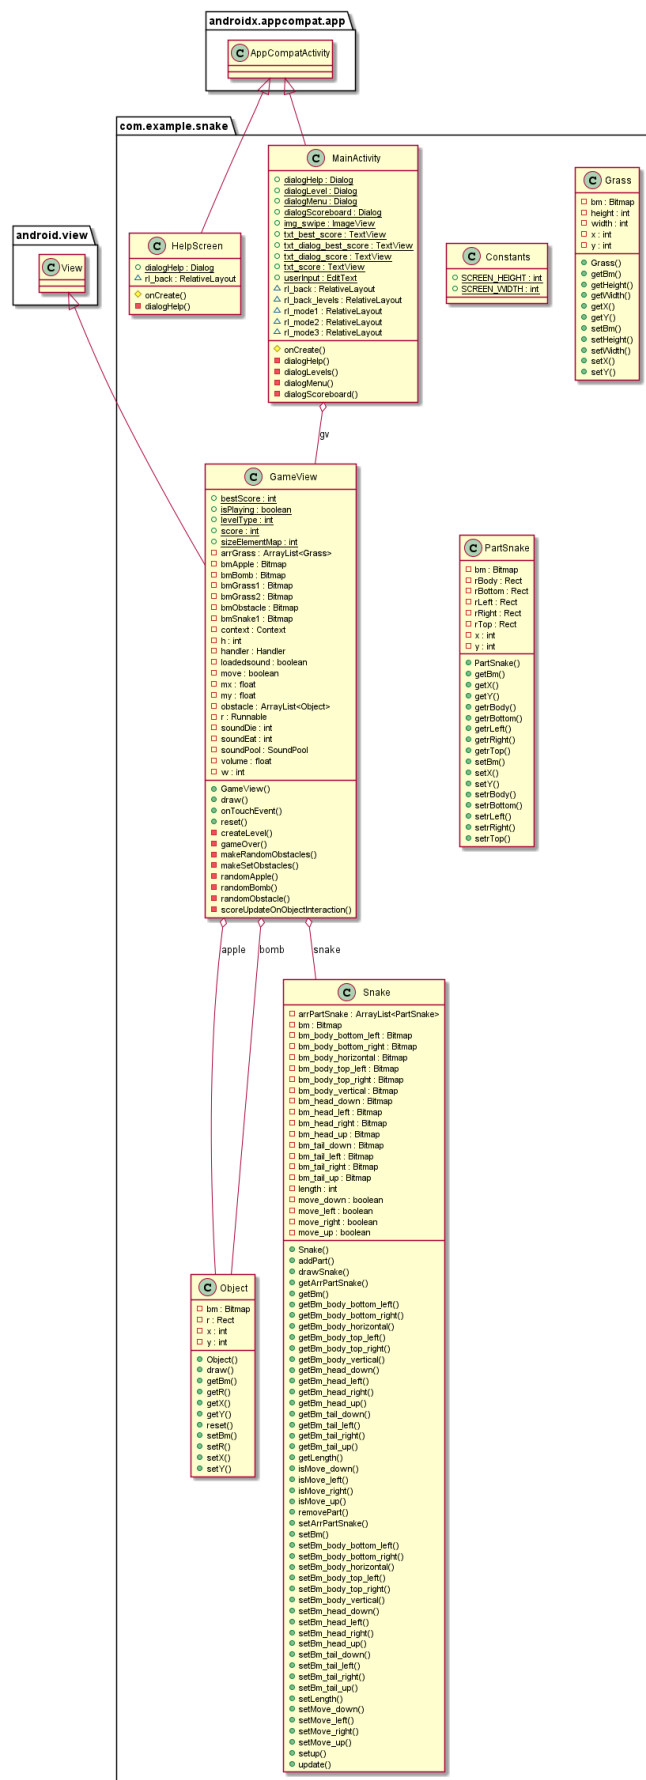 androidx.appcompat.app
C AppCompatActivity
com.example.snake
C MainActivity
dialogHelp : Dialog
dialogLevel : Dialog
dialogMenu : Dialog
dialogScoreboard : Dialog
img_swipe : ImageView
txt_best_score : TextView
txt_dialog_best_score : TextView
txt_dialog_score : TextView
txt_score : TextView
userInput : EditText
rl_back : RelativeLayout
rl_back_levels : RelativeLayout
rl_mode1 : RelativeLayout
rl_mode2 : RelativeLayout
rl_mode3 : RelativeLayout
onCreate()
dialogHelp()
dialogLevels()
dialogMenu()
dialogScoreboard()
C Grass
bm : Bitmap
height : int
width : int
x : int
y : int
Grass()
getBm()
getHeight()
getWidth()
getX()
getY()
setBm()
setHeight()
setWidth()
setX()
setY()
android.view
C View
C HelpScreen
dialogHelp : Dialog
rl_back : RelativeLayout
onCreate()
dialogHelp()
C Constants
SCREEN_HEIGHT : int
SCREEN_WIDTH : int
gv
C GameView
bestScore : int
isPlaying : boolean
levelType : int
score : int
sizeElementMap : int
arrGrass : ArrayList<Grass>
bmApple : Bitmap
bmBomb : Bitmap
bmGrass1 : Bitmap
bmGrass2 : Bitmap
bmObstacle : Bitmap
bmSnake1 : Bitmap
context : Context
h : int
handler : Handler
loadedsound : boolean
move : boolean
mx : float
my : float
obstacle : ArrayList<Object>
r : Runnable
soundDie : int
soundEat : int
soundPool : SoundPool
volume : float
w : int
GameView()
draw()
onTouchEvent()
reset()
createLevel()
gameOver()
makeRandomObstacles()
makeSetObstacles()
randomApple()
randomBomb()
randomObstacle()
scoreUpdateOnObjectInteraction()
C PartSnake
bm : Bitmap
rBody : Rect
rBottom : Rect
rLeft : Rect
rRight : Rect
rTop : Rect
x : int
y : int
PartSnake()
getBm()
getX()
getY()
getrBody()
getrBottom()
getrLeft()
getrRight()
getrTop()
setBm()
setX()
setY()
setrBody()
setrBottom()
setrLeft()
setrRight()
setrTop()
apple
bomb
snake
C Snake
arrPartSnake : ArrayList<PartSnake>
bm : Bitmap
bm_body_bottom_left : Bitmap
bm_body_bottom_right : Bitmap
bm_body_horizontal : Bitmap
bm_body_top_left : Bitmap
bm_body_top_right : Bitmap
bm_body_vertical : Bitmap
bm_head_down : Bitmap
bm_head_left : Bitmap
bm_head_right : Bitmap
bm_head_up : Bitmap
bm_tail_down : Bitmap
bm_tail_left : Bitmap
bm_tail_right : Bitmap
bm_tail_up : Bitmap
length : int
move_down : boolean
move_left : boolean
move_right : boolean
move_up : boolean
Snake()
addPart()
drawSnake()
getArrPartSnake()
getBm()
getBm_body_bottom_left()
getBm_body_bottom_right()
getBm_body_horizontal()
getBm_body_top_left()
getBm_body_top_right()
getBm_body_vertical()
getBm_head_down()
getBm_head_left()
getBm_head_right()
getBm_head_up()
getBm_tail_down()
getBm_tail_left()
getBm_tail_right()
getBm_tail_up()
getLength()
isMove_down()
isMove_left()
isMove_right()
isMove_up()
removePart()
setArrPartSnake()
setBm()
setBm_body_bottom_left()
setBm_body_bottom_right()
setBm_body_horizontal()
setBm_body_top_left()
setBm_body_top_right()
setBm_body_vertical()
setBm_head_down()
setBm_head_left()
setBm_head_right()
setBm_head_up()
setBm_tail_down()
setBm_tail_left()
setBm_tail_right()
setBm_tail_up()
setLength()
setMove_down()
setMove_left()
setMove_right()
setMove_up()
setup()
update()
C Object
bm : Bitmap
r : Rect
x : int
y : int
Object()
draw()
getBm()
getR()
getX()
getY()
reset()
setBm()
setR()
setX()
setY()